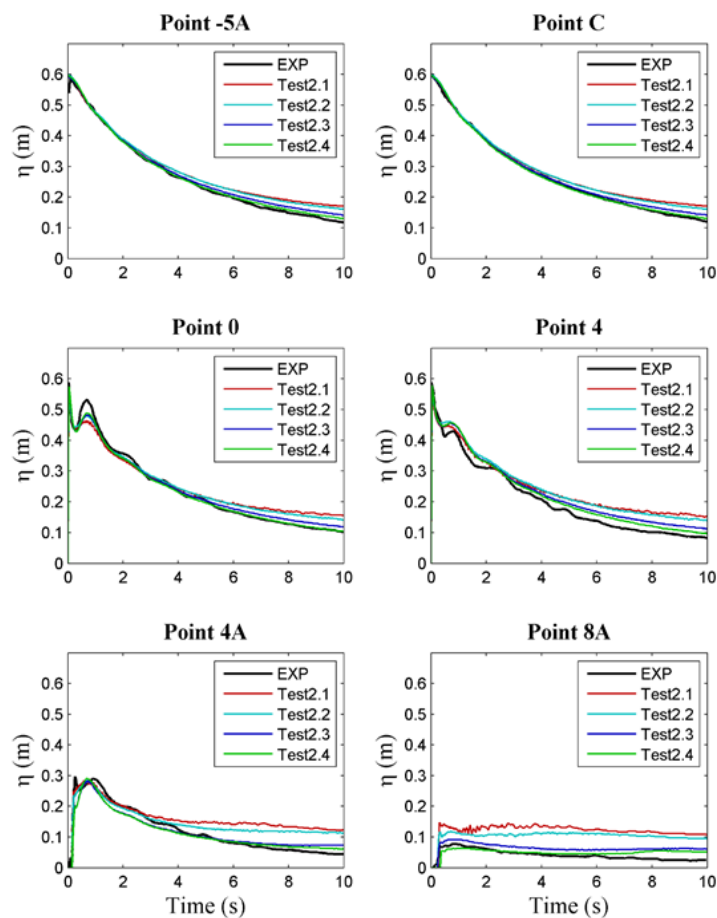 Point -5A
Point C
0.6
0.5
0.4
0.3
0.2
0.1
0
η (m)
EXP
Test2.1
Test2.2
Test2.3
Test2.4
0 2 4 6 8 10
0.6
0.5
0.4
0.3
0.2
0.1
0
η (m)
EXP
Test2.1
Test2.2
Test2.3
Test2.4
0 2 4 6 8 10
Point 0
Point 4
0.6
0.5
0.4
0.3
0.2
0.1
0
η (m)
EXP
Test2.1
Test2.2
Test2.3
Test2.4
0 2 4 6 8 10
0.6
0.5
0.4
0.3
0.2
0.1
0
η (m)
EXP
Test2.1
Test2.2
Test2.3
Test2.4
0 2 4 6 8 10
Point 4A
Point 8A
0.6
0.5
0.4
0.3
0.2
0.1
0
η (m)
EXP
Test2.1
Test2.2
Test2.3
Test2.4
0 2 4 6 8 10
Time (s)
0.6
0.5
0.4
0.3
0.2
0.1
0
η (m)
EXP
Test2.1
Test2.2
Test2.3
Test2.4
0 2 4 6 8 10
Time (s)